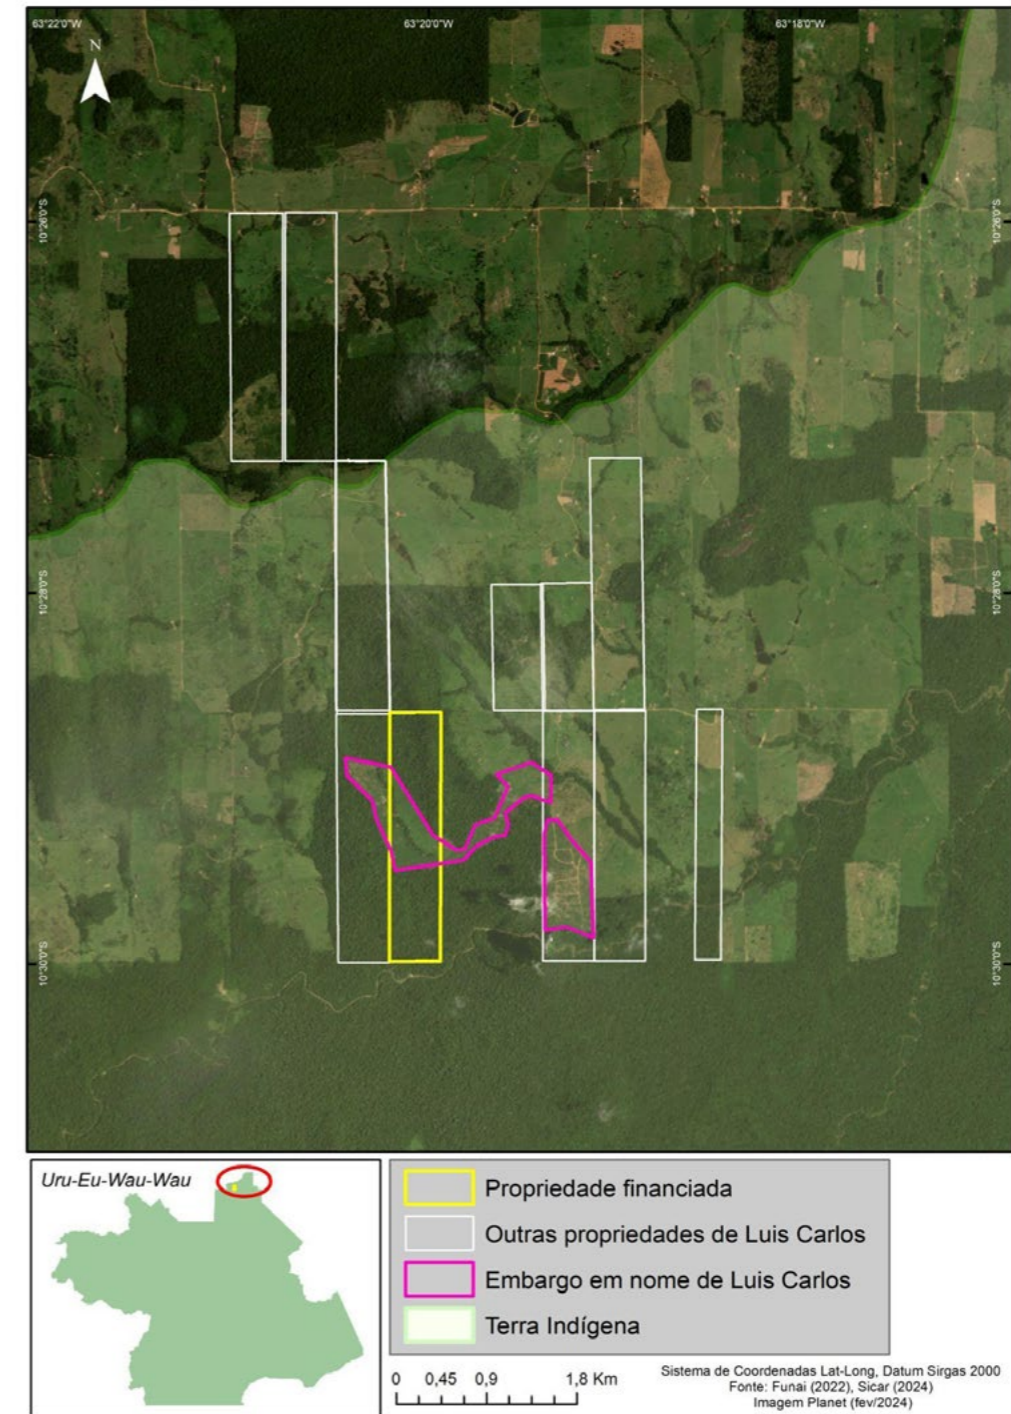 63°22'0"W
63°20'0"W
63°18'0"W
N
10°26'0"S
10°26'0"S
10°28'0"S
10°28'0"S
10°30'0"S
10°30'0"S
Uru-Eu-Wau-Wau
Propriedade financiada
Outras propriedades de Luis Carlos
Embargo em nome de Luis Carlos
Terra Indígena
0 0,45 0,9 1,8 Km
Sistema de Coordenadas Lat-Long, Datum Sirgas 2000
Fonte: Funai (2022), Sicar (2024)
Imagem Planet (fev/2024)